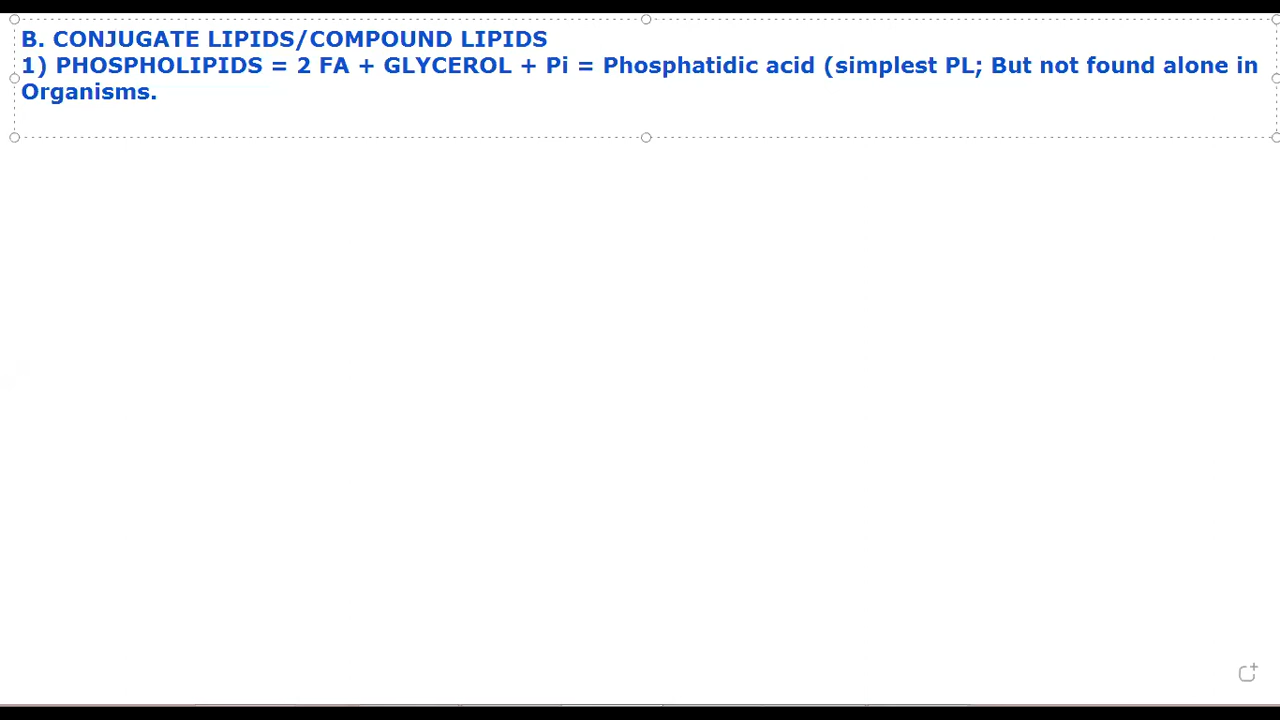 B. CONJUGATE LIPIDS/COMPOUND LIPIDS
1) PHOSPHOLIPIDS = 2 FA + GLYCEROL + Pi = Phosphatidic acid (simplest PL; But not found alone in
Organisms.